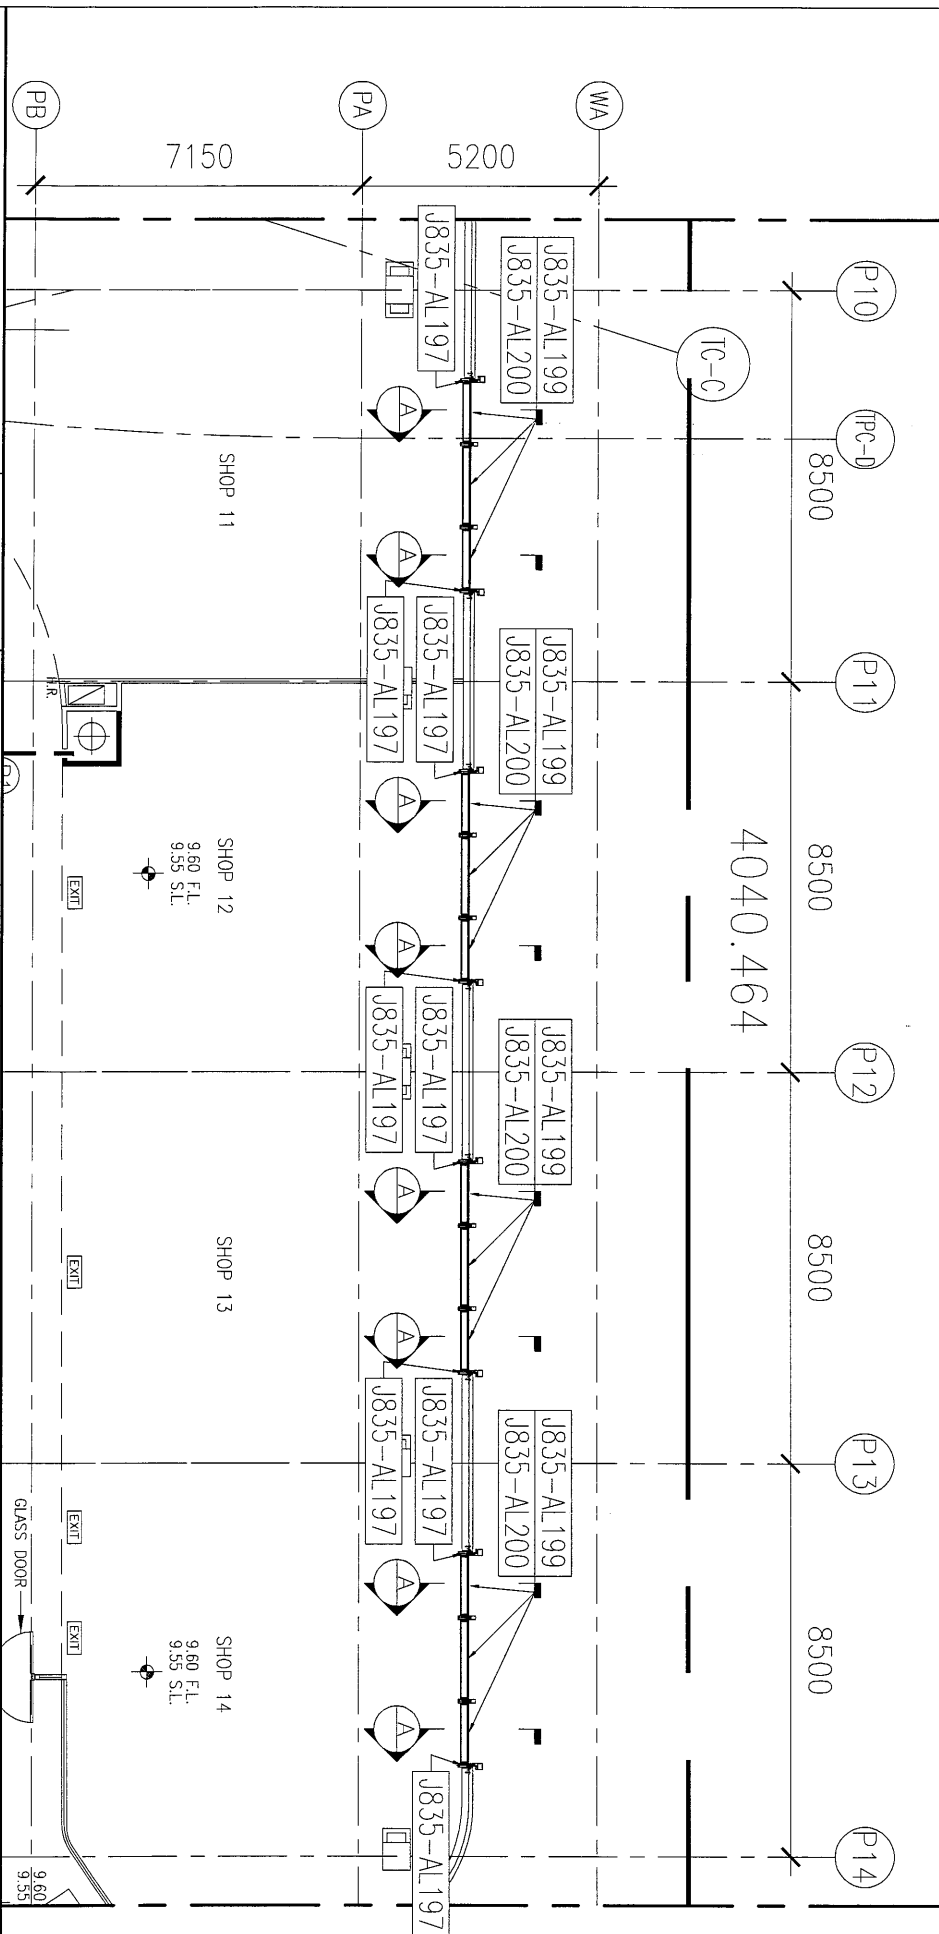 P10
TPC-D
P11
P12
P13
P14
8500
8500
8500
8500
4040.464
TC-C
WA
5200
PA
7150
PB
J835-AL199
J835-AL200
J835-AL199
J835-AL200
J835-AL199
J835-AL200
J835-AL199
J835-AL200
J835-AL197
J835-AL197
J835-AL197
J835-AL197
J835-AL197
J835-AL197
J835-AL197
J835-AL197
A
A
A
A
A
A
A
A
SHOP 11
SHOP 12
9.60 F.L.
9.55 S.L.
SHOP 13
SHOP 14
9.60 F.L.
9.55 S.L.
H.R.
EXIT
EXIT
EXIT
EXIT
GLASS DOOR
9.60
9.55